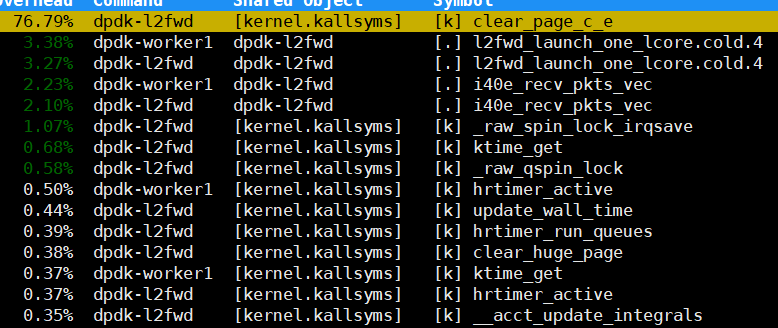 Overhead  Command  Shared Object  Symbol
76.79%  dpdk-l2fwd  [kernel.kallsyms]  [k] clear_page_c_e
3.38%  dpdk-worker1  dpdk-l2fwd  [.] l2fwd_launch_one_lcore.cold.4
3.27%  dpdk-l2fwd  dpdk-l2fwd  [.] l2fwd_launch_one_lcore.cold.4
2.23%  dpdk-worker1  dpdk-l2fwd  [.] i40e_recv_pkts_vec
2.10%  dpdk-l2fwd  dpdk-l2fwd  [.] i40e_recv_pkts_vec
1.07%  dpdk-l2fwd  [kernel.kallsyms]  [k] _raw_spin_lock_irqsave
0.68%  dpdk-l2fwd  [kernel.kallsyms]  [k] ktime_get
0.58%  dpdk-l2fwd  [kernel.kallsyms]  [k] _raw_qspin_lock
0.50%  dpdk-worker1  [kernel.kallsyms]  [k] hrtimer_active
0.44%  dpdk-l2fwd  [kernel.kallsyms]  [k] update_wall_time
0.39%  dpdk-l2fwd  [kernel.kallsyms]  [k] hrtimer_run_queues
0.38%  dpdk-l2fwd  [kernel.kallsyms]  [k] clear_huge_page
0.37%  dpdk-worker1  [kernel.kallsyms]  [k] ktime_get
0.37%  dpdk-l2fwd  [kernel.kallsyms]  [k] hrtimer_active
0.35%  dpdk-l2fwd  [kernel.kallsyms]  [k] __acct_update_integrals